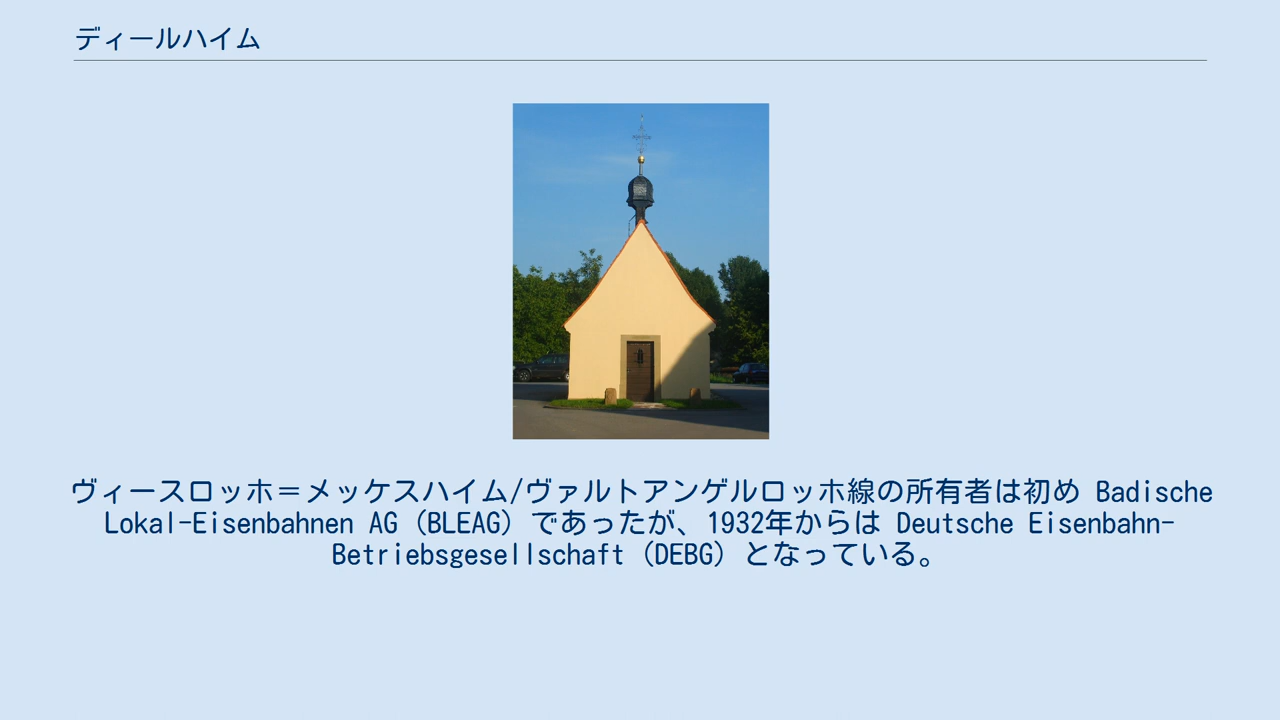 ディールハイム
ヴィースロッホ＝メッケスハイム/ヴァルトアンゲルロッホ線の所有者は初め Badische
Lokal-Eisenbahnen AG（BLEAG）であったが、1932年からは Deutsche Eisenbahn-
Betriebsgesellschaft（DEBG）となっている。